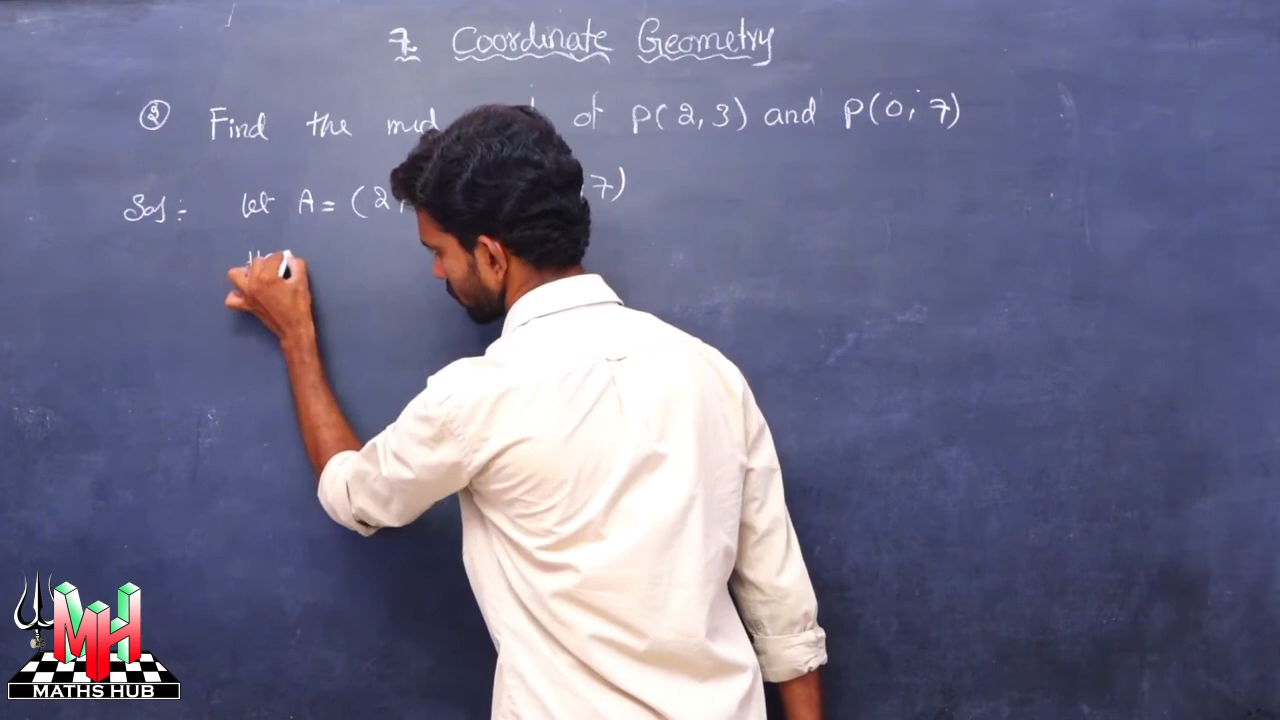 7. Coordinate Geometry
② Find the mid of P(2,3) and P(0,7)
Sol:- let A = (2, ,7)
MH
MATHS HUB